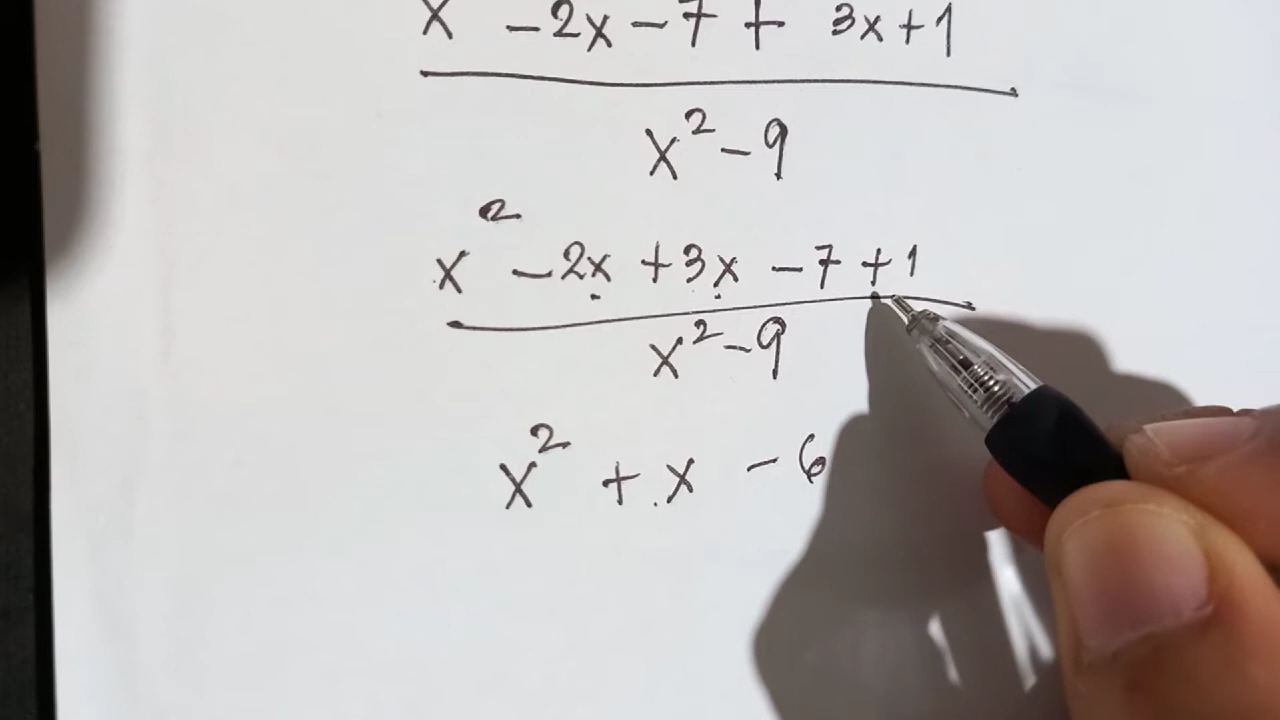 x - 2x - 7 + 3x + 1
x² - 9
x² - 2x + 3x - 7 + 1
x² - 9
x² + x - 6